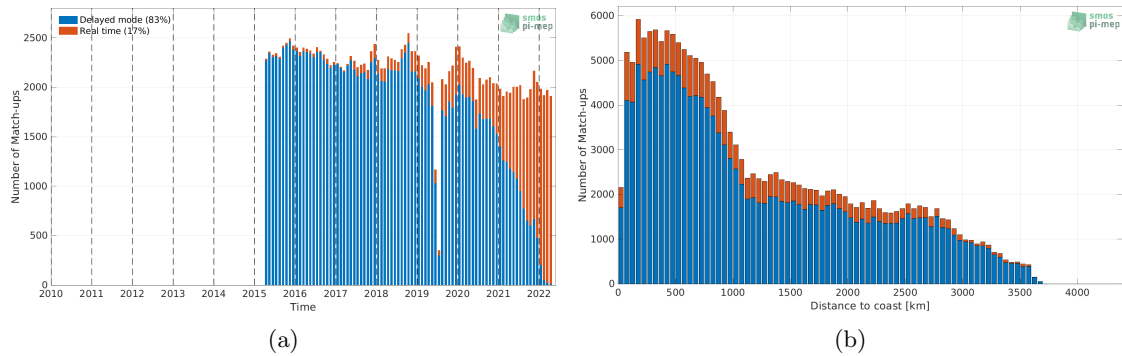 Delayed mode (83%)
Real time (17%)
smos
pi-mep
Number of Match-ups
2500
2000
1500
1000
500
0
2010 2011 2012 2013 2014 2015 2016 2017 2018 2019 2020 2021 2022
Time
(a)
smos
pi-mep
Number of Match-ups
6000
5000
4000
3000
2000
1000
0
0 500 1000 1500 2000 2500 3000 3500 4000
Distance to coast [km]
(b)